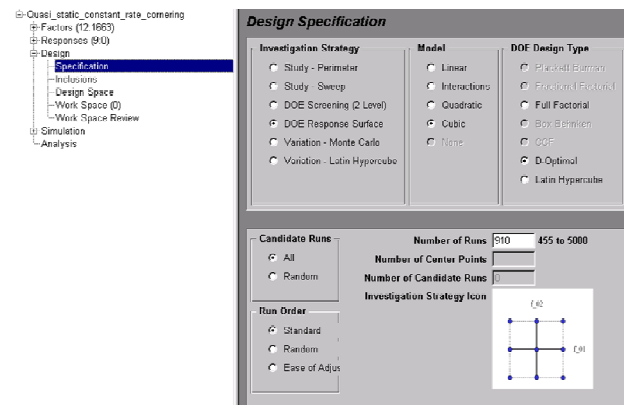 Quasi_static_constant_rate_cornering
Factors (12.1663)
Responses (9:0)
Design
Specification
Inclusions
Design Space
Work Space (0)
Work Space Review
Simulation
Analysis
Design Specification
Investigation Strategy
Study - Perimeter
Study - Sweep
DOE Screening (2 Level)
DOE Response Surface
Variation - Monte Carlo
Variation - Latin Hypercube
Model
Linear
Interactions
Quadratic
Cubic
None
DOE Design Type
Plackett Burman
Fractional Factorial
Full Factorial
Box Behnken
CCF
D-Optimal
Latin Hypercube
Candidate Runs
All
Random
Run Order
Standard
Random
Ease of Adjus
Number of Runs 910 455 to 5000
Number of Center Points
Number of Candidate Runs 0
Investigation Strategy Icon
f_02
f_01